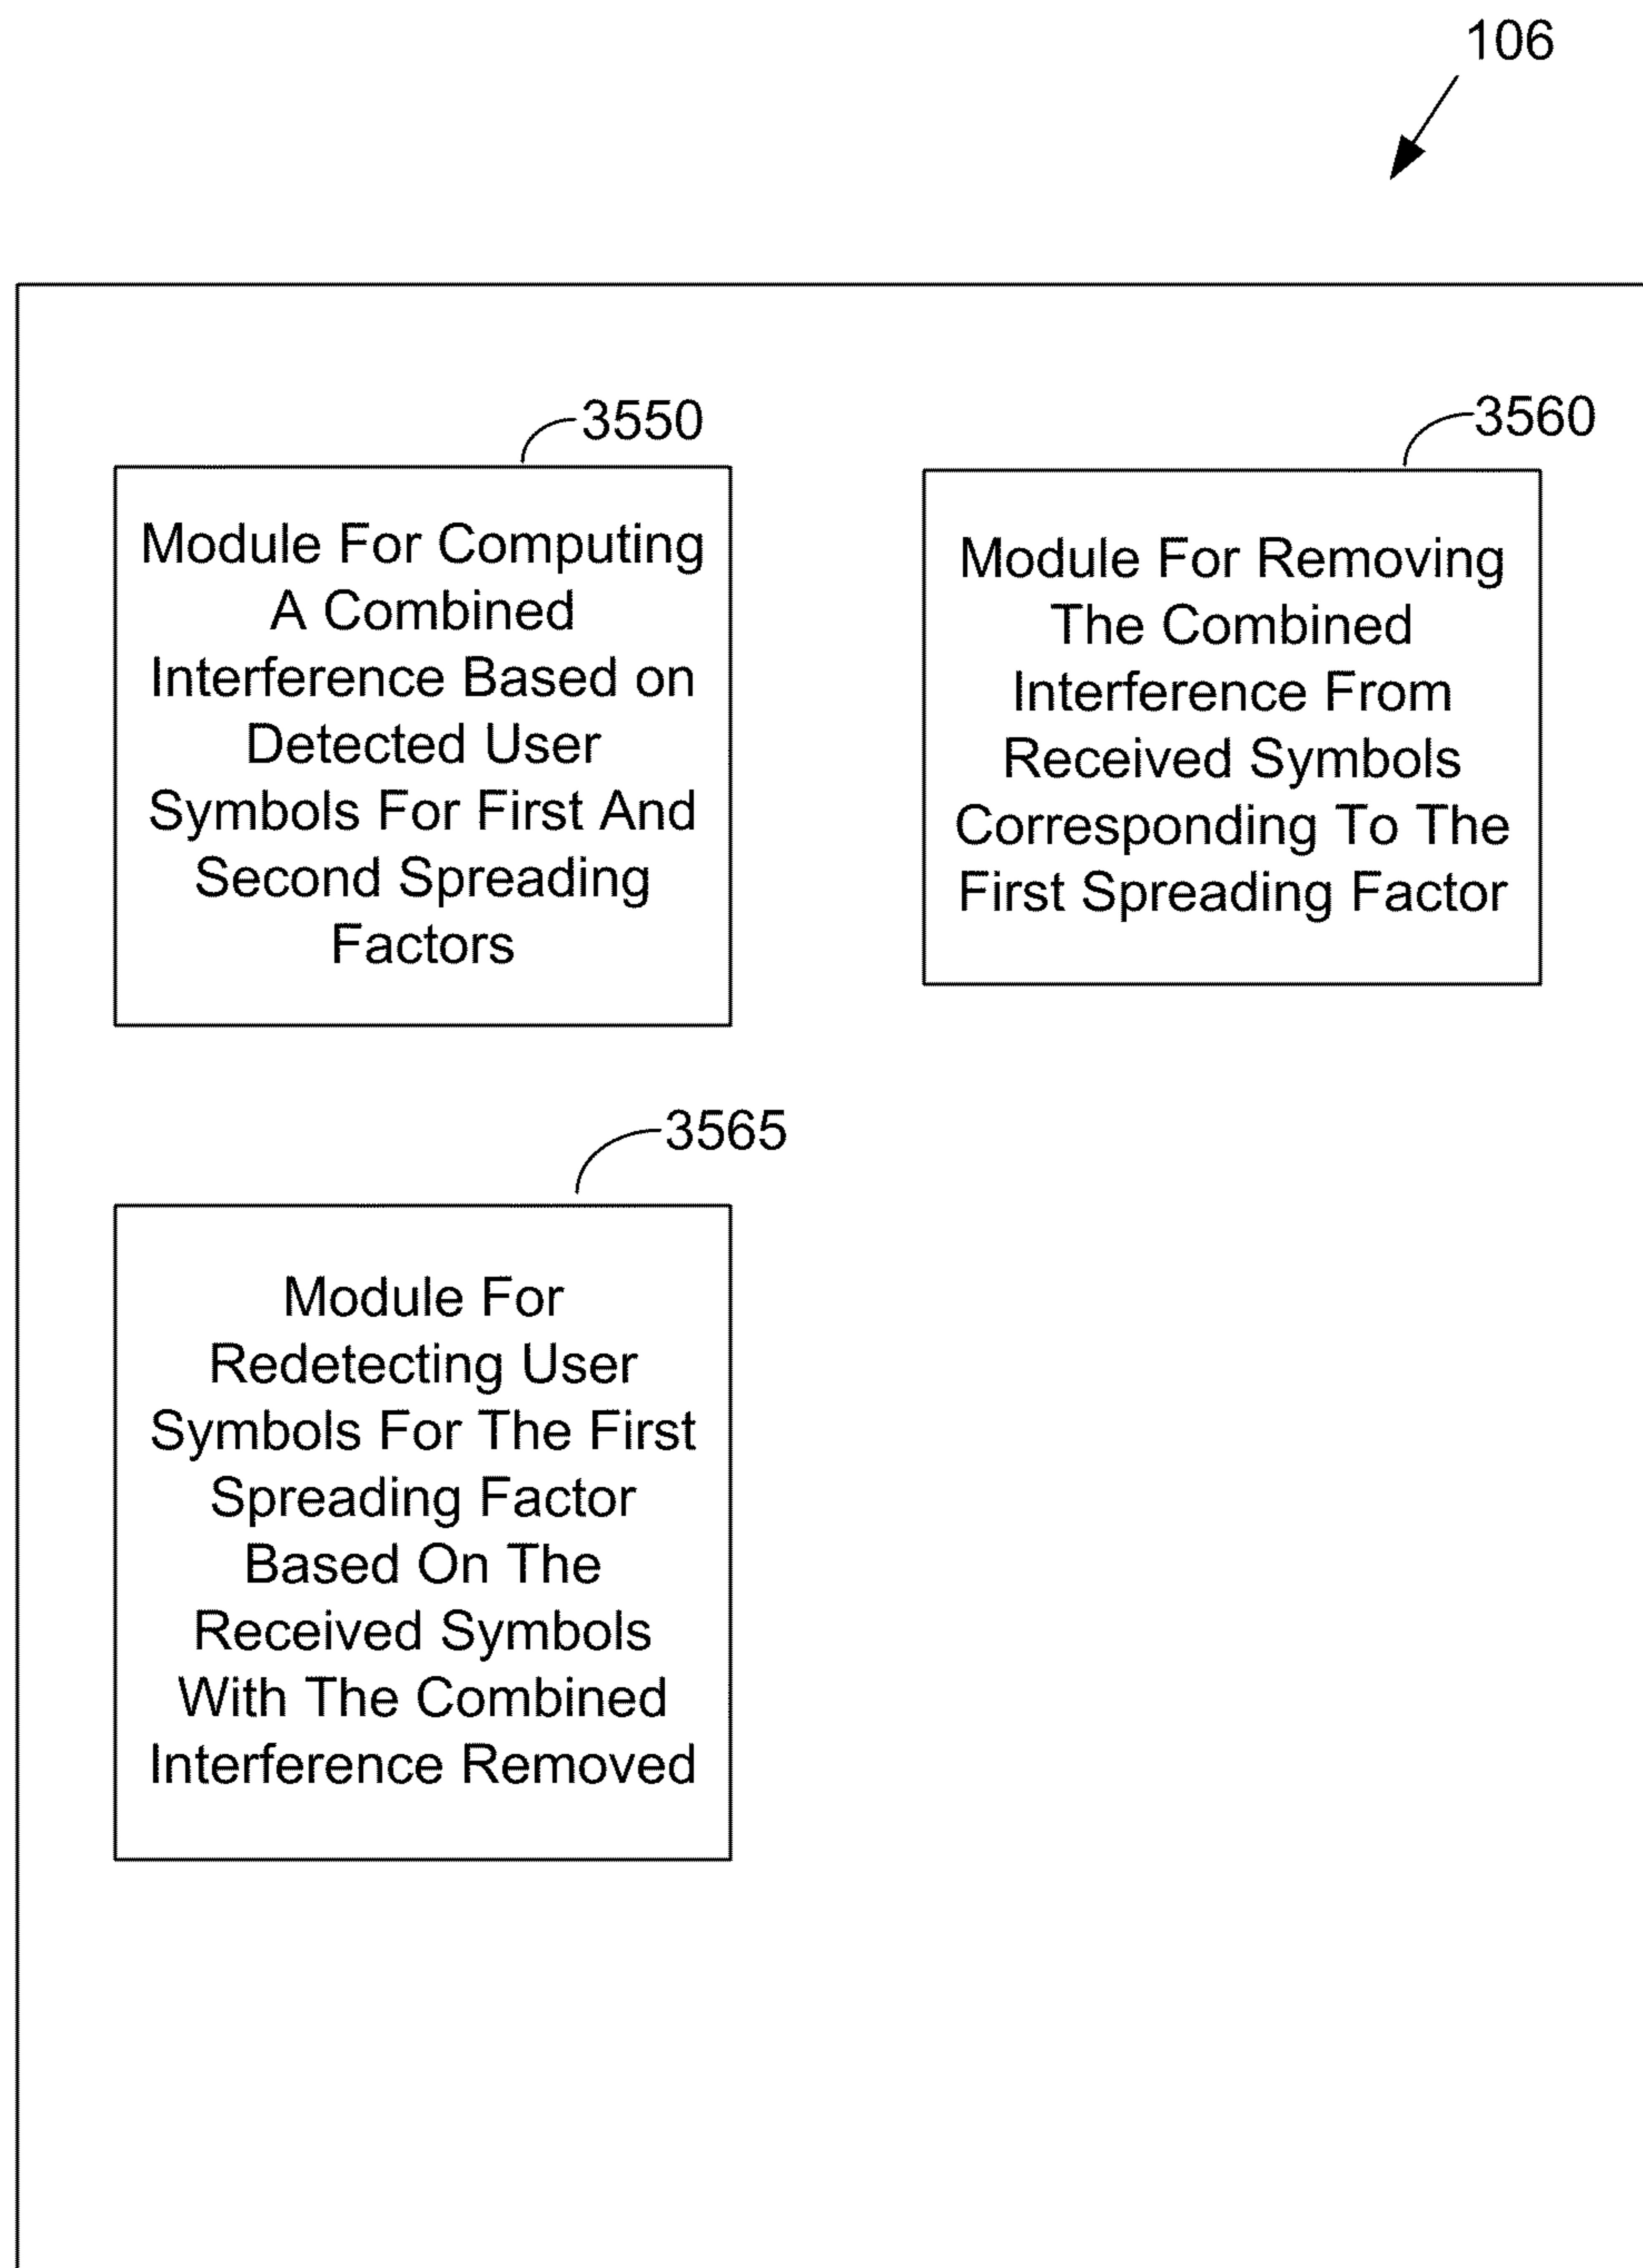 106
3550
Module For Computing
A Combined
Interference Based on
Detected User
Symbols For First And
Second Spreading
Factors
3560
Module For Removing
The Combined
Interference From
Received Symbols
Corresponding To The
First Spreading Factor
3565
Module For
Redetecting User
Symbols For The First
Spreading Factor
Based On The
Received Symbols
With The Combined
Interference Removed